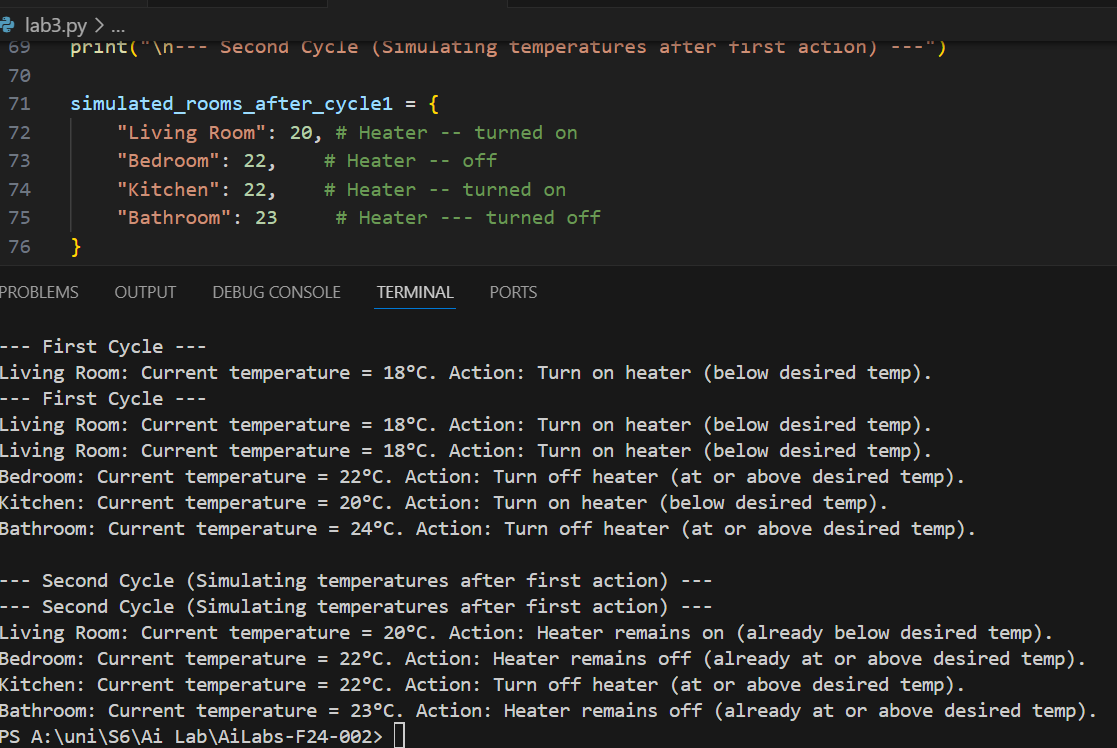 lab3.py > ...
69 print("\n--- Second Cycle (Simulating temperatures after first action) ---")
70
71 simulated_rooms_after_cycle1 = {
72 "Living Room": 20, # Heater -- turned on
73 "Bedroom": 22,    # Heater -- off
74 "Kitchen": 22,    # Heater -- turned on
75 "Bathroom": 23     # Heater --- turned off
76 }
PROBLEMS OUTPUT DEBUG CONSOLE TERMINAL PORTS
--- First Cycle ---
Living Room: Current temperature = 18°C. Action: Turn on heater (below desired temp).
--- First Cycle ---
Living Room: Current temperature = 18°C. Action: Turn on heater (below desired temp).
Living Room: Current temperature = 18°C. Action: Turn on heater (below desired temp).
Bedroom: Current temperature = 22°C. Action: Turn off heater (at or above desired temp).
Kitchen: Current temperature = 20°C. Action: Turn on heater (below desired temp).
Bathroom: Current temperature = 24°C. Action: Turn off heater (at or above desired temp).
--- Second Cycle (Simulating temperatures after first action) ---
--- Second Cycle (Simulating temperatures after first action) ---
Living Room: Current temperature = 20°C. Action: Heater remains on (already below desired temp).
Bedroom: Current temperature = 22°C. Action: Heater remains off (already at or above desired temp).
Kitchen: Current temperature = 22°C. Action: Turn off heater (at or above desired temp).
Bathroom: Current temperature = 23°C. Action: Heater remains off (already at or above desired temp).
PS A:\uni\S6\Ai Lab\AiLabs-F24-002>